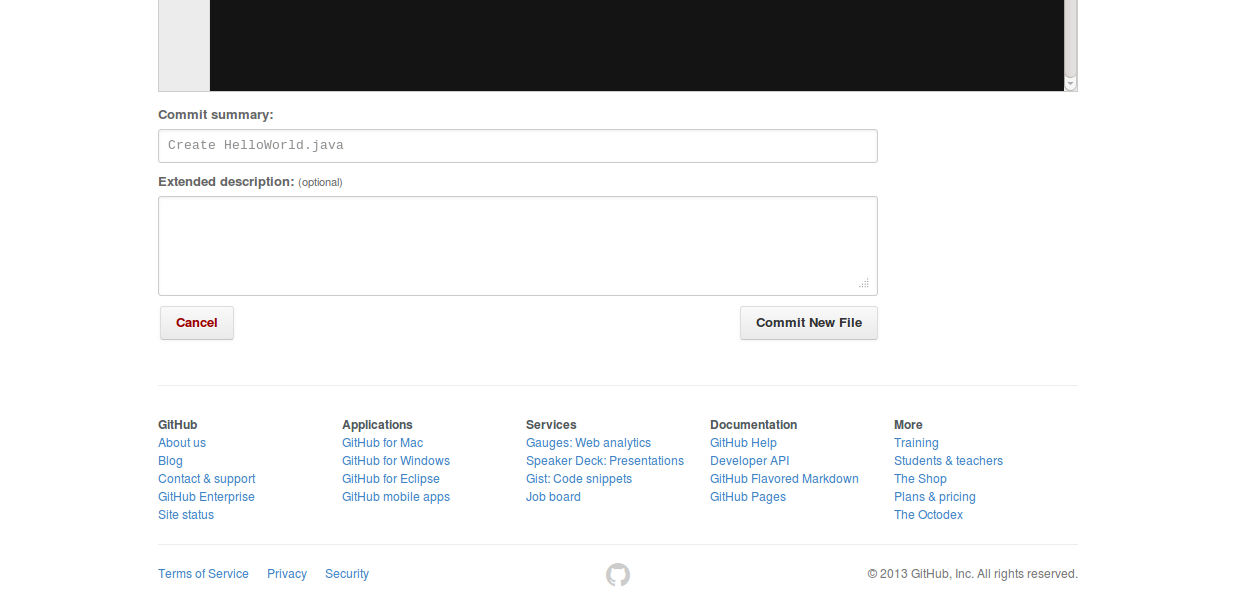 Commit summary:
Create HelloWorld.java
Extended description: (optional)
Cancel
Commit New File
GitHub
About us
Blog
Contact & support
GitHub Enterprise
Site status
Applications
GitHub for Mac
GitHub for Windows
GitHub for Eclipse
GitHub mobile apps
Services
Gauges: Web analytics
Speaker Deck: Presentations
Gist: Code snippets
Job board
Documentation
GitHub Help
Developer API
GitHub Flavored Markdown
GitHub Pages
More
Training
Students & teachers
The Shop
Plans & pricing
The Octodex
Terms of Service Privacy Security
© 2013 GitHub, Inc. All rights reserved.